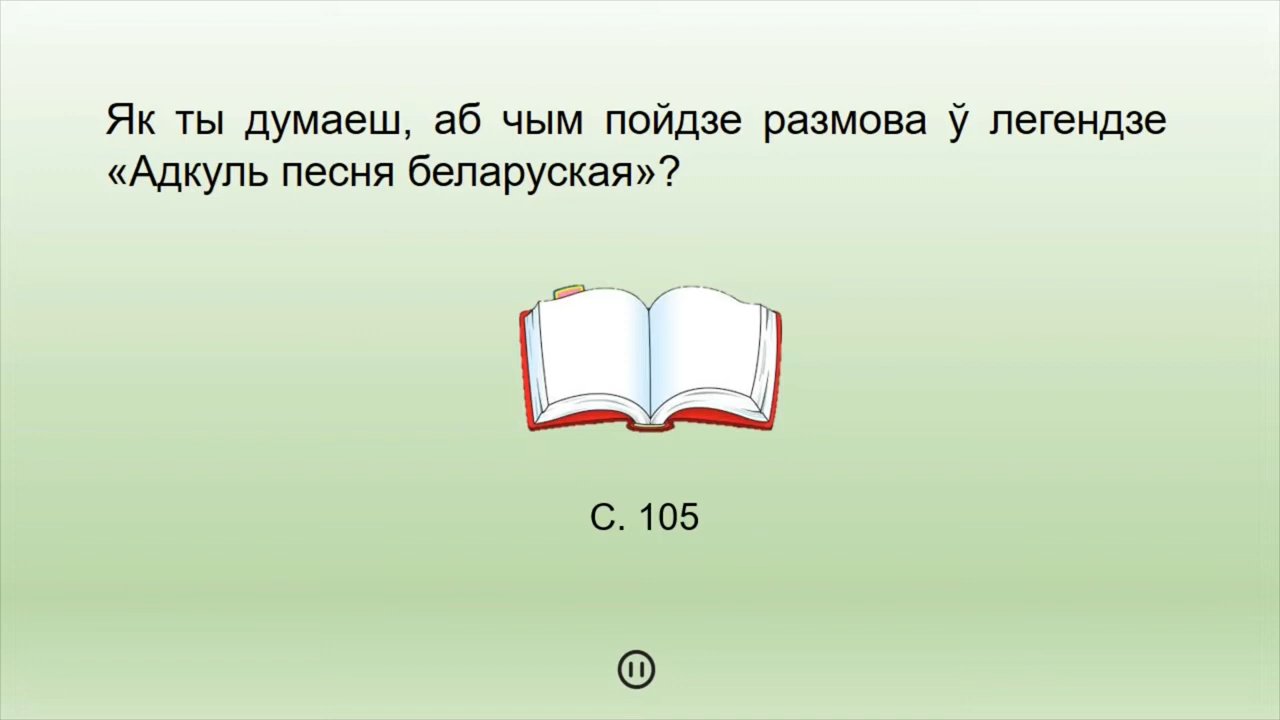 Як ты думаеш, аб чым пойдзе размова ў легендзе
«Адкуль песня беларуская»?
С. 105